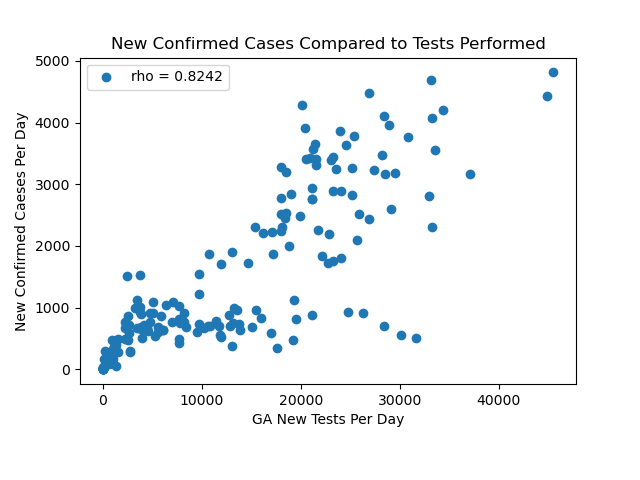 New Confirmed Cases Compared to Tests Performed
rho = 0.8242
5000
4000
3000
2000
1000
0
New Confirmed Caeses Per Day
0 10000 20000 30000 40000
GA New Tests Per Day